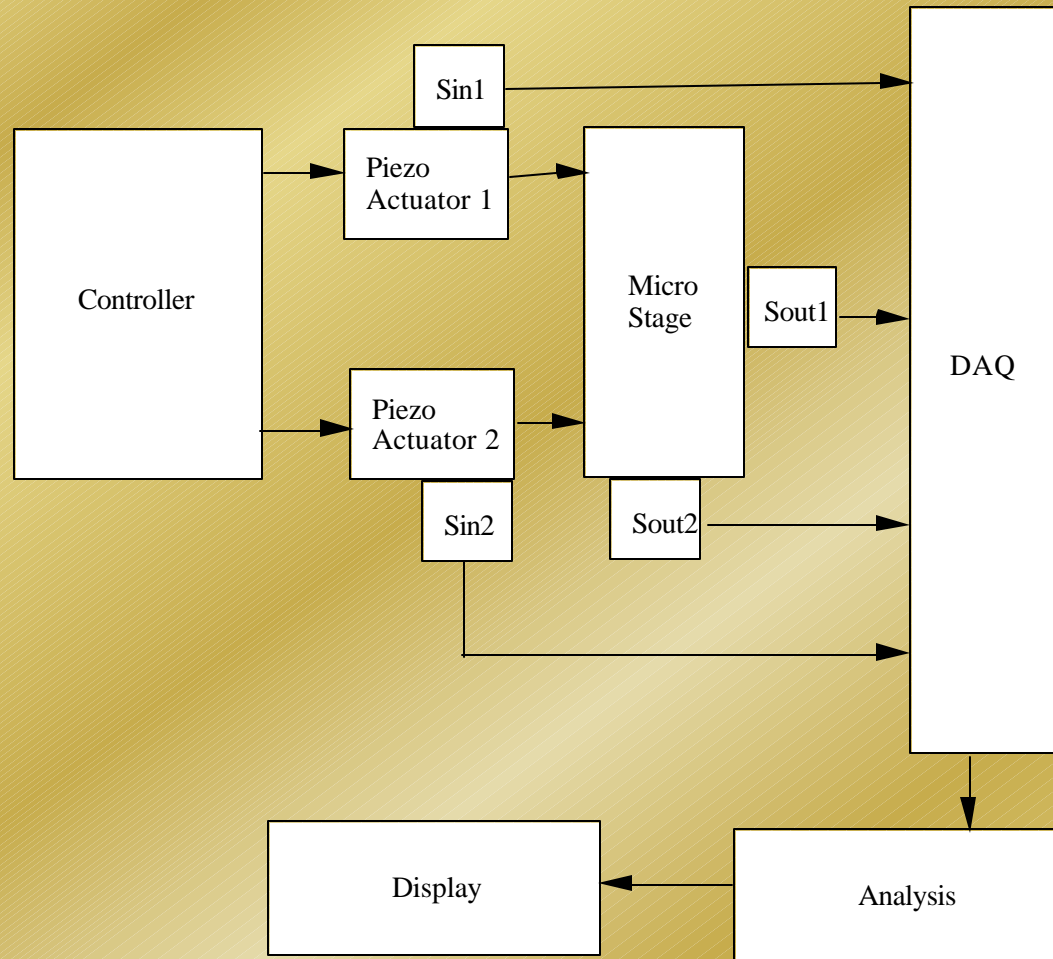 Sin1
Piezo
Actuator 1
Controller
Micro
Stage
Sout1
DAQ
Piezo
Actuator 2
Sin2
Sout2
Display
Analysis